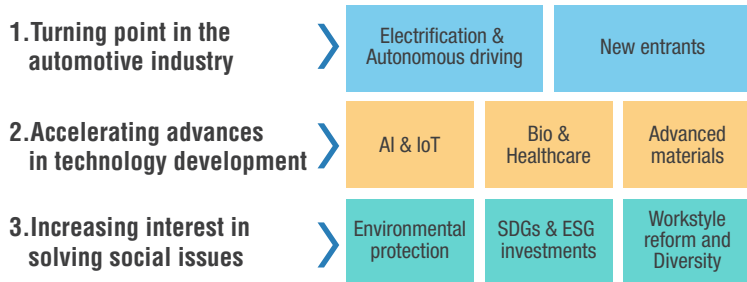 1.Turning point in the
automotive industry
Electrification &
Autonomous driving
New entrants
2.Accelerating advances
in technology development
AI & IoT
Bio &
Healthcare
Advanced
materials
3.Increasing interest in
solving social issues
Environmental
protection
SDGs & ESG
investments
Workstyle
reform and
Diversity